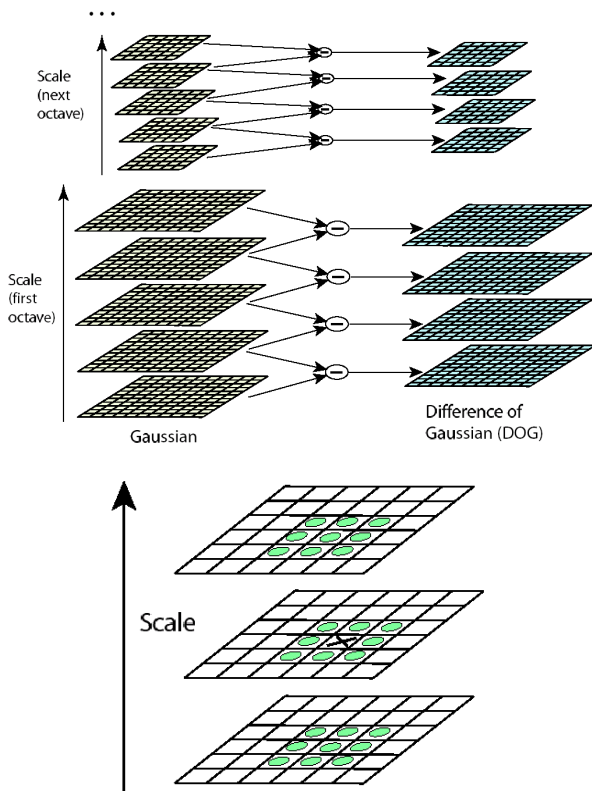 ...
Scale
(next
octave)
Scale
(first
octave)
Gaussian
Difference of
Gaussian (DOG)
Scale